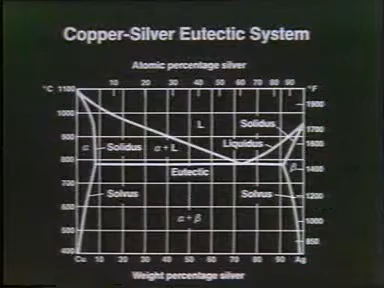 Copper-Silver Eutectic System
Atomic percentage silver
°C 1100 10 20 30 40 50 60 70 80 90 °F
1900
1000 L Solidus
1700
900 α Solidus α + L Liquidus 1600
800 β
Eutectic 1400
700
Solvus Solvus 1200
600
α + β 1000
500
850
400
Cu 10 20 30 40 50 60 70 80 90 Ag
Weight percentage silver